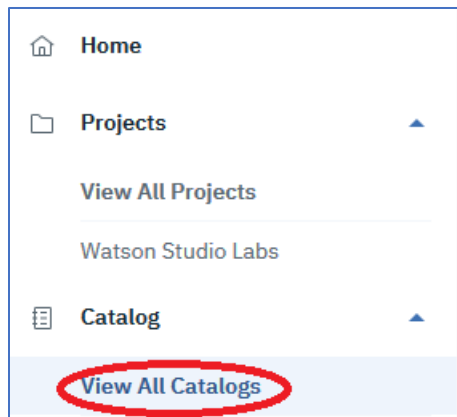 Home
Projects
View All Projects
Watson Studio Labs
Catalog
View All Catalogs